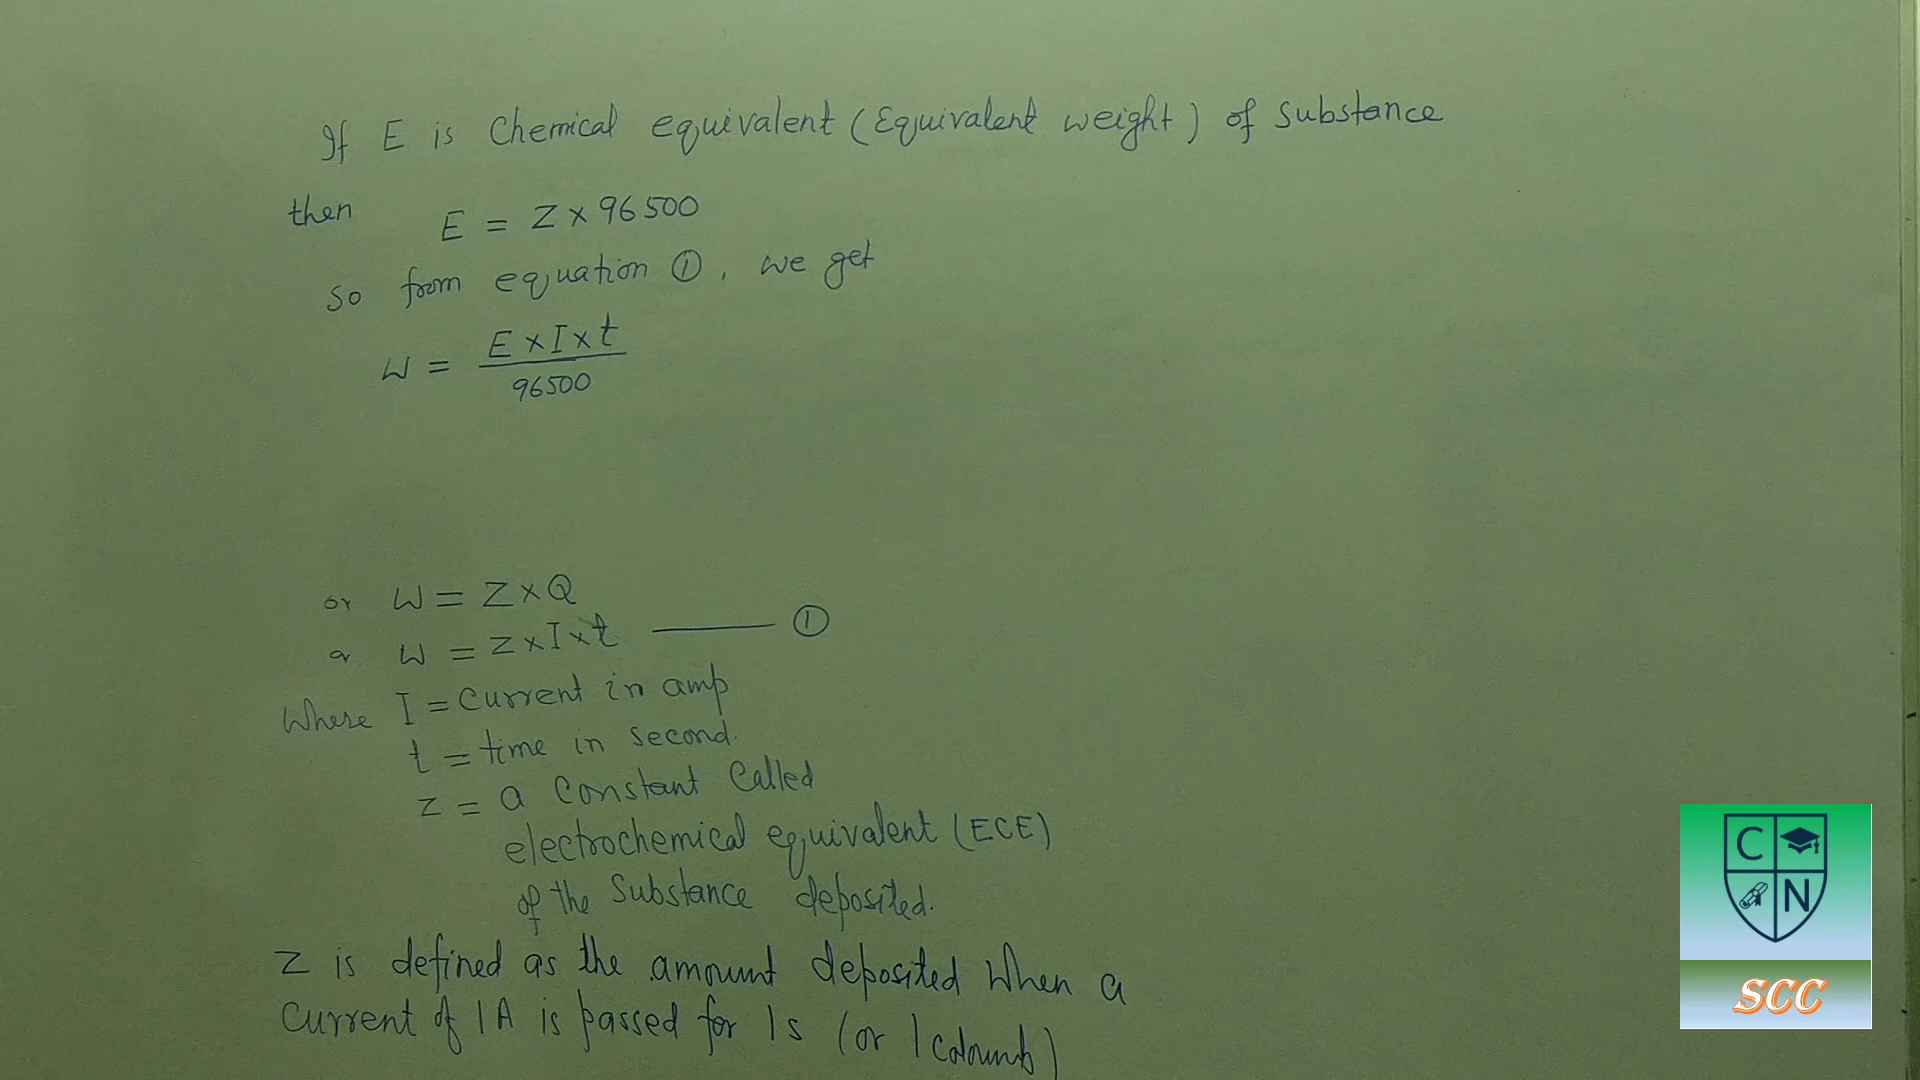 If E is Chemical equivalent (Equivalent weight) of substance
then E = Z × 96500
so from equation ①, we get
W = E × I × t
96500
or W = Z × Q
or W = Z × I × t ——— ①
Where I = Current in amp
t = time in second.
Z = a Constant Called
electrochemical equivalent (ECE)
of the Substance deposited.
Z is defined as the amount deposited when a
Current of 1A is passed for 1s (or 1 Coloumb)
C
N
SCC